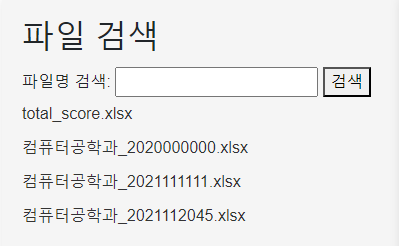 파일 검색
파일명 검색: 검색
total_score.xlsx
컴퓨터공학과_2020000000.xlsx
컴퓨터공학과_2021111111.xlsx
컴퓨터공학과_2021112045.xlsx